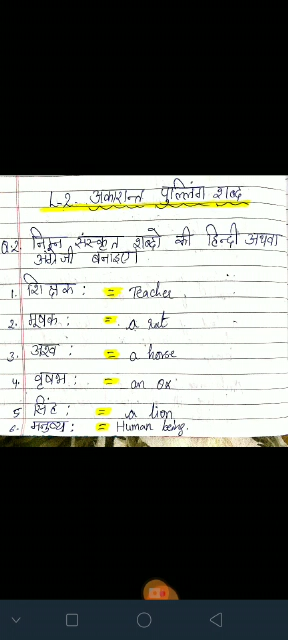 L-2. अकारान्त पुल्लिंग शब्द
Q.2. निम्न संस्कृत शब्दो की हिन्दी अथवा
अंग्रेजी बनाइए।
1. शिक्षक: = Teacher.
2. मूषक: = a rat
3. अश्व: = a horse
4. वृषभ: = an ox
5 सिंह: = a lion
6. मनुष्य: = Human being.